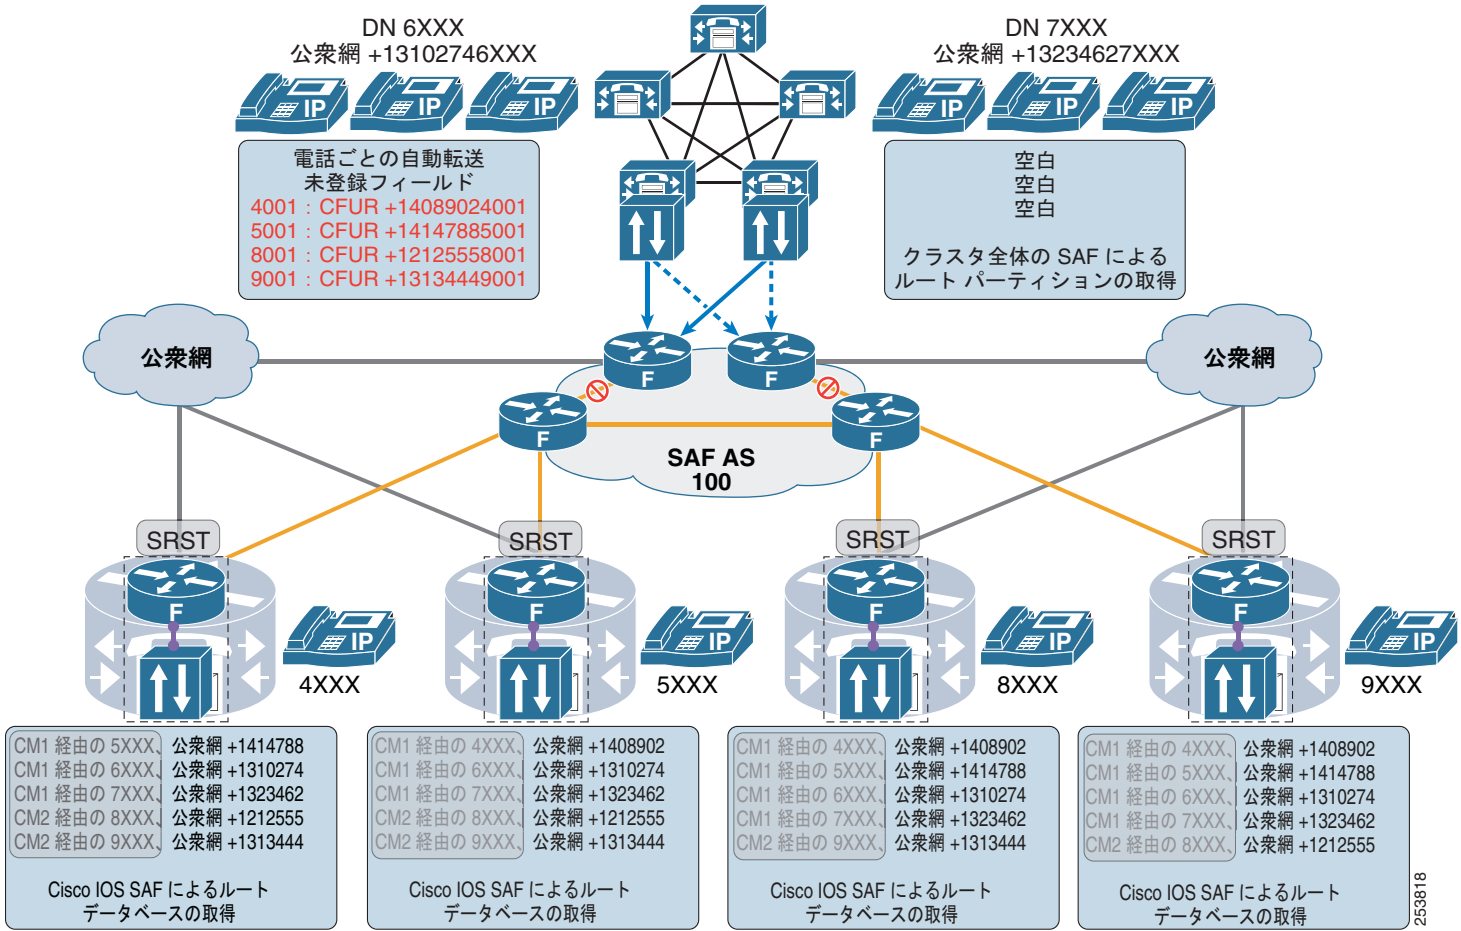 DN 6XXX
公衆網 +13102746XXX
IP
IP
IP
DN 7XXX
公衆網 +13234627XXX
IP
IP
IP
電話ごとの自動転送
未登録フィールド
4001 : CFUR +14089024001
5001 : CFUR +14147885001
8001 : CFUR +12125558001
9001 : CFUR +13134449001
空白
空白
空白
クラスタ全体の SAF による
ルート パーティションの取得
公衆網
公衆網
F
F
F
F
SAF AS
100
SRST
SRST
SRST
SRST
F
F
F
F
IP
IP
IP
IP
4XXX
5XXX
8XXX
9XXX
CM1 経由の 5XXX、公衆網 +1414788
CM1 経由の 6XXX、公衆網 +1310274
CM1 経由の 7XXX、公衆網 +1323462
CM2 経由の 8XXX、公衆網 +1212555
CM2 経由の 9XXX、公衆網 +1313444
Cisco IOS SAF によるルート
データベースの取得
CM1 経由の 4XXX、公衆網 +1408902
CM1 経由の 6XXX、公衆網 +1310274
CM1 経由の 7XXX、公衆網 +1323462
CM2 経由の 8XXX、公衆網 +1212555
CM2 経由の 9XXX、公衆網 +1313444
Cisco IOS SAF によるルート
データベースの取得
CM1 経由の 4XXX、公衆網 +1408902
CM1 経由の 5XXX、公衆網 +1414788
CM1 経由の 6XXX、公衆網 +1310274
CM1 経由の 7XXX、公衆網 +1323462
CM2 経由の 9XXX、公衆網 +1313444
Cisco IOS SAF によるルート
データベースの取得
CM1 経由の 4XXX、公衆網 +1408902
CM1 経由の 5XXX、公衆網 +1414788
CM1 経由の 6XXX、公衆網 +1310274
CM1 経由の 7XXX、公衆網 +1323462
CM2 経由の 8XXX、公衆網 +1212555
Cisco IOS SAF によるルート
データベースの取得
253818